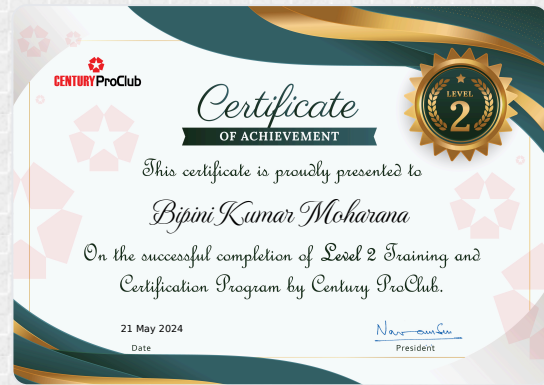 CENTURY ProClub
LEVEL
2
Certificate
OF ACHIEVEMENT
This certificate is proudly presented to
Bipini Kumar Moharana
On the successful completion of Level 2 Training and
Certification Program by Century ProClub.
21 May 2024
Date
President